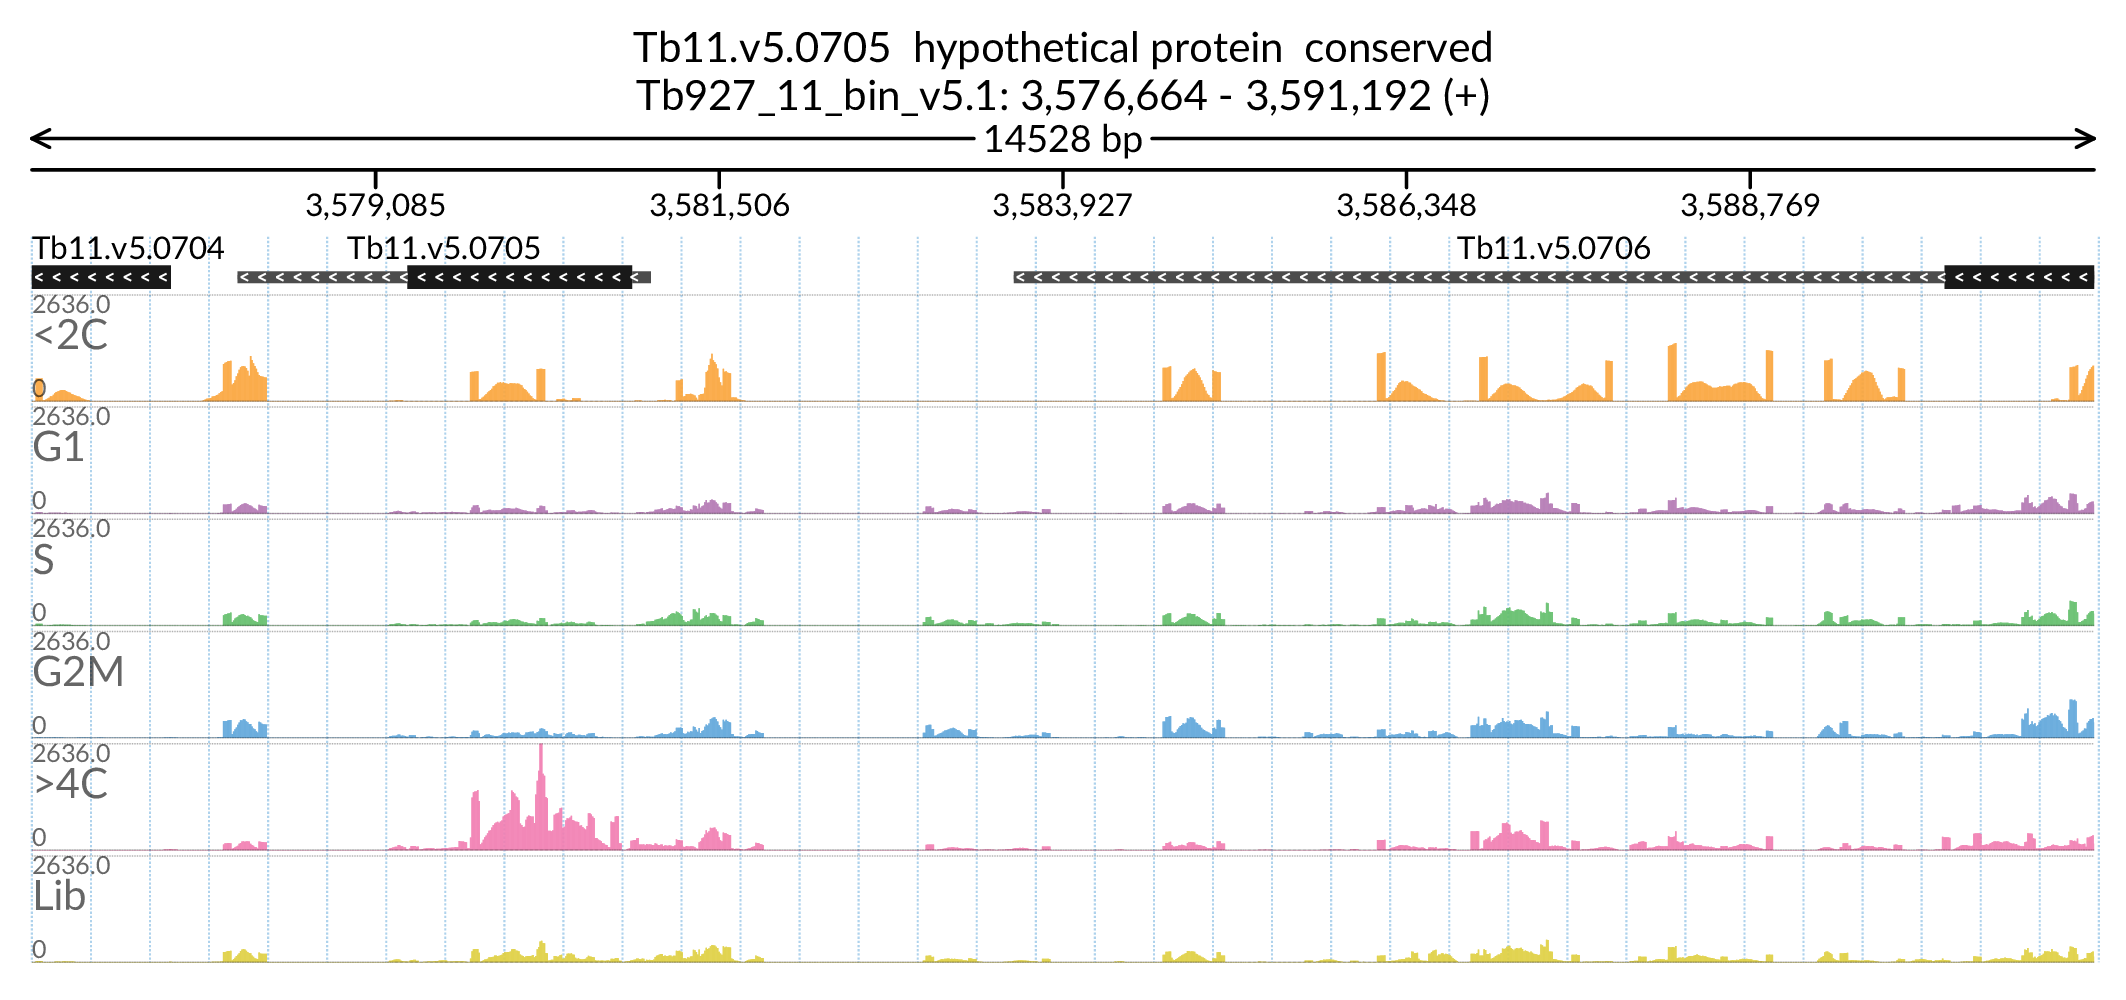 Tb11.v5.0705 hypothetical protein conserved
Tb927_11_bin_v5.1: 3,576,664 - 3,591,192 (+)
14528 bp
3,579,085 3,581,506 3,583,927 3,586,348 3,588,769
Tb11.v5.0704 Tb11.v5.0705 Tb11.v5.0706
2636.0
<2C
0
2636.0
G1
0
2636.0
S
0
2636.0
G2M
0
2636.0
>4C
0
2636.0
Lib
0